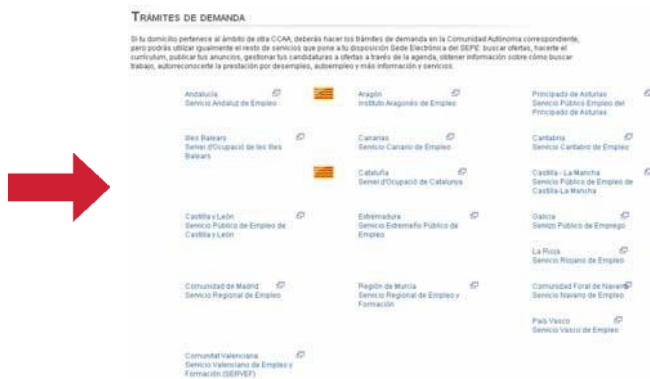 TRÁMITES DE DEMANDA
Si tu domicilio pertenece al ámbito de otra CCAA, deberás hacer los trámites de demanda en la Comunidad Autónoma correspondiente,
pero podrás utilizar igualmente el resto de servicios que pone a tu disposición Sede Electrónica del SEPE: buscar ofertas, hacerte el
currículum, publicar tus anuncios, gestionar tus candidaturas a ofertas a través de la agenda, obtener información sobre cómo buscar
trabajo, autorreconocerte la prestación por desempleo, autoempleo y más información y servicios.
Andalucía
Servicio Andaluz de Empleo
Aragón
Instituto Aragonés de Empleo
Principado de Asturias
Servicio Público Empleo del
Principado de Asturias
Illes Balears
Servei d'Ocupació de les Illes
Balears
Canarias
Servicio Canario de Empleo
Cantabria
Servicio Cántabro de Empleo
Cataluña
Servei d'Ocupació de Catalunya
Castilla - La Mancha
Servicio Público de Empleo de
Castilla-La Mancha
Castilla y León
Servicio Público de Empleo de
Castilla y León
Extremadura
Servicio Extremeño Público de
Empleo
Galicia
Servizo Público de Emprego
La Rioja
Servicio Riojano de Empleo
Comunidad de Madrid
Servicio Regional de Empleo
Región de Murcia
Servicio Regional de Empleo y
Formación
Comunidad Foral de Navarra
Servicio Navarro de Empleo
País Vasco
Servicio Vasco de Empleo
Comunitat Valenciana
Servicio Valenciano de Empleo y
Formación (SERVEF)